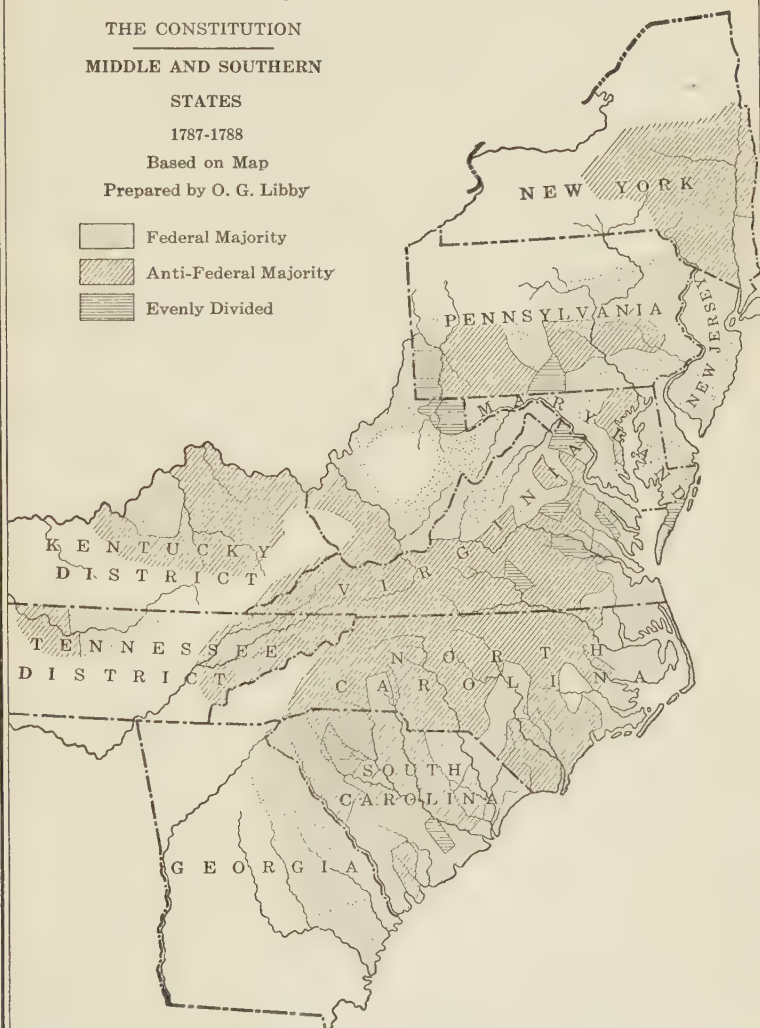 THE CONSTITUTION
MIDDLE AND SOUTHERN
STATES
1787-1788
Based on Map
Prepared by O. G. Libby
Federal Majority
Anti-Federal Majority
Evenly Divided
NEW YORK
PENNSYLVANIA
NEW JERSEY
MARYLAND
VIRGINIA
KENTUCKY
DISTRICT
TENNESSEE
DISTRICT
NORTH
CAROLINA
SOUTH
CAROLINA
GEORGIA